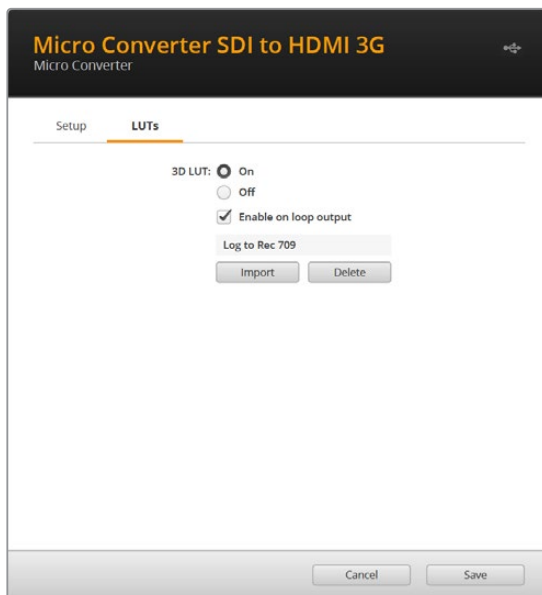 Micro Converter SDI to HDMI 3G
Micro Converter
Setup LUTs
3D LUT: On
Off
Enable on loop output
Log to Rec 709
Import Delete
Cancel Save